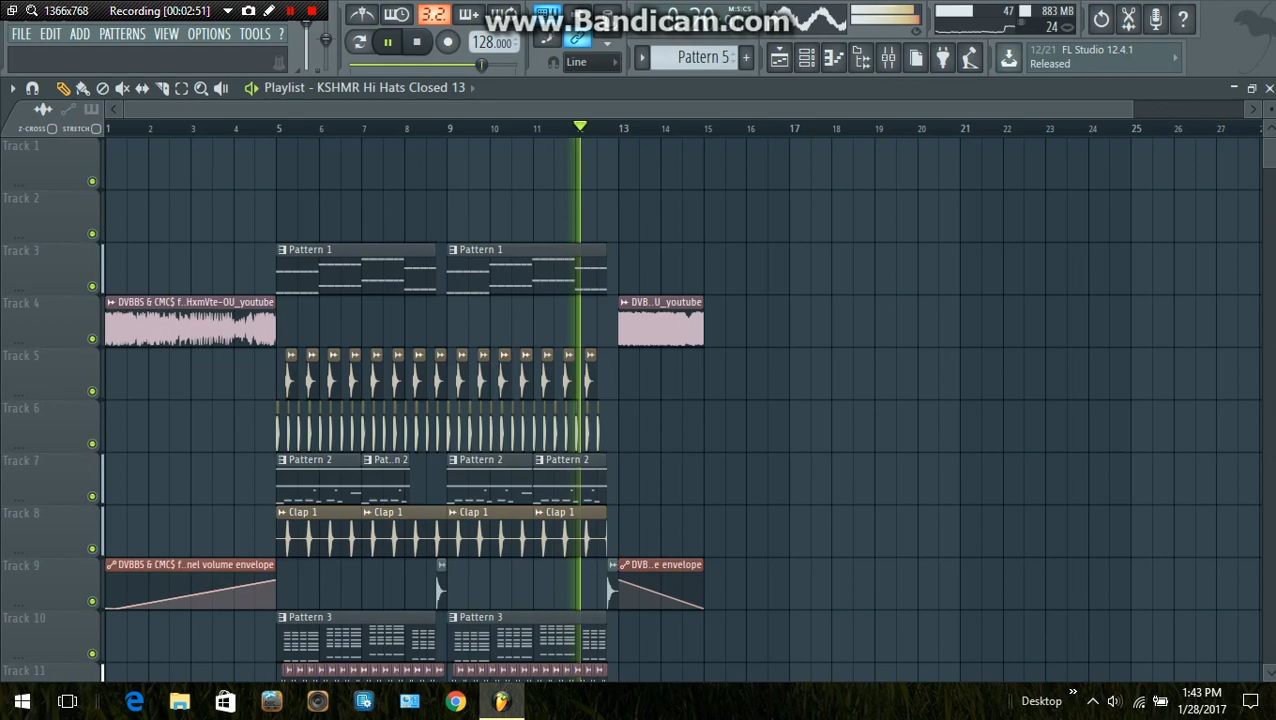 1366x768 Recording [00:02:51]
www.Bandicam.com
3.2
47 883 MB
24
FILE EDIT ADD PATTERNS VIEW OPTIONS TOOLS
128.000
Line
Pattern 5
12/21 FL Studio 12.4.1
Released
Playlist - KSHMR Hi Hats Closed 13
Z-CROSS STRETCH
1 2 3 4 5 6 7 8 9 10 11 13 14 15 16 17 18 19 20 21 22 23 24 25 26 27
Track 1
Track 2
Track 3
Pattern 1 Pattern 1
Track 4
DVBBS & CMC$ f..HxmVte-OU_youtube DVB..U_youtube
Track 5
Track 6
Track 7
Pattern 2 Pat..n 2 Pattern 2 Pattern 2
Track 8
Clap 1 Clap 1 Clap 1 Clap 1
Track 9
DVBBS & CMC$ f..nel volume envelope DVB..e envelope
Track 10
Pattern 3 Pattern 3
Track 11
Desktop
1:43 PM
1/28/2017